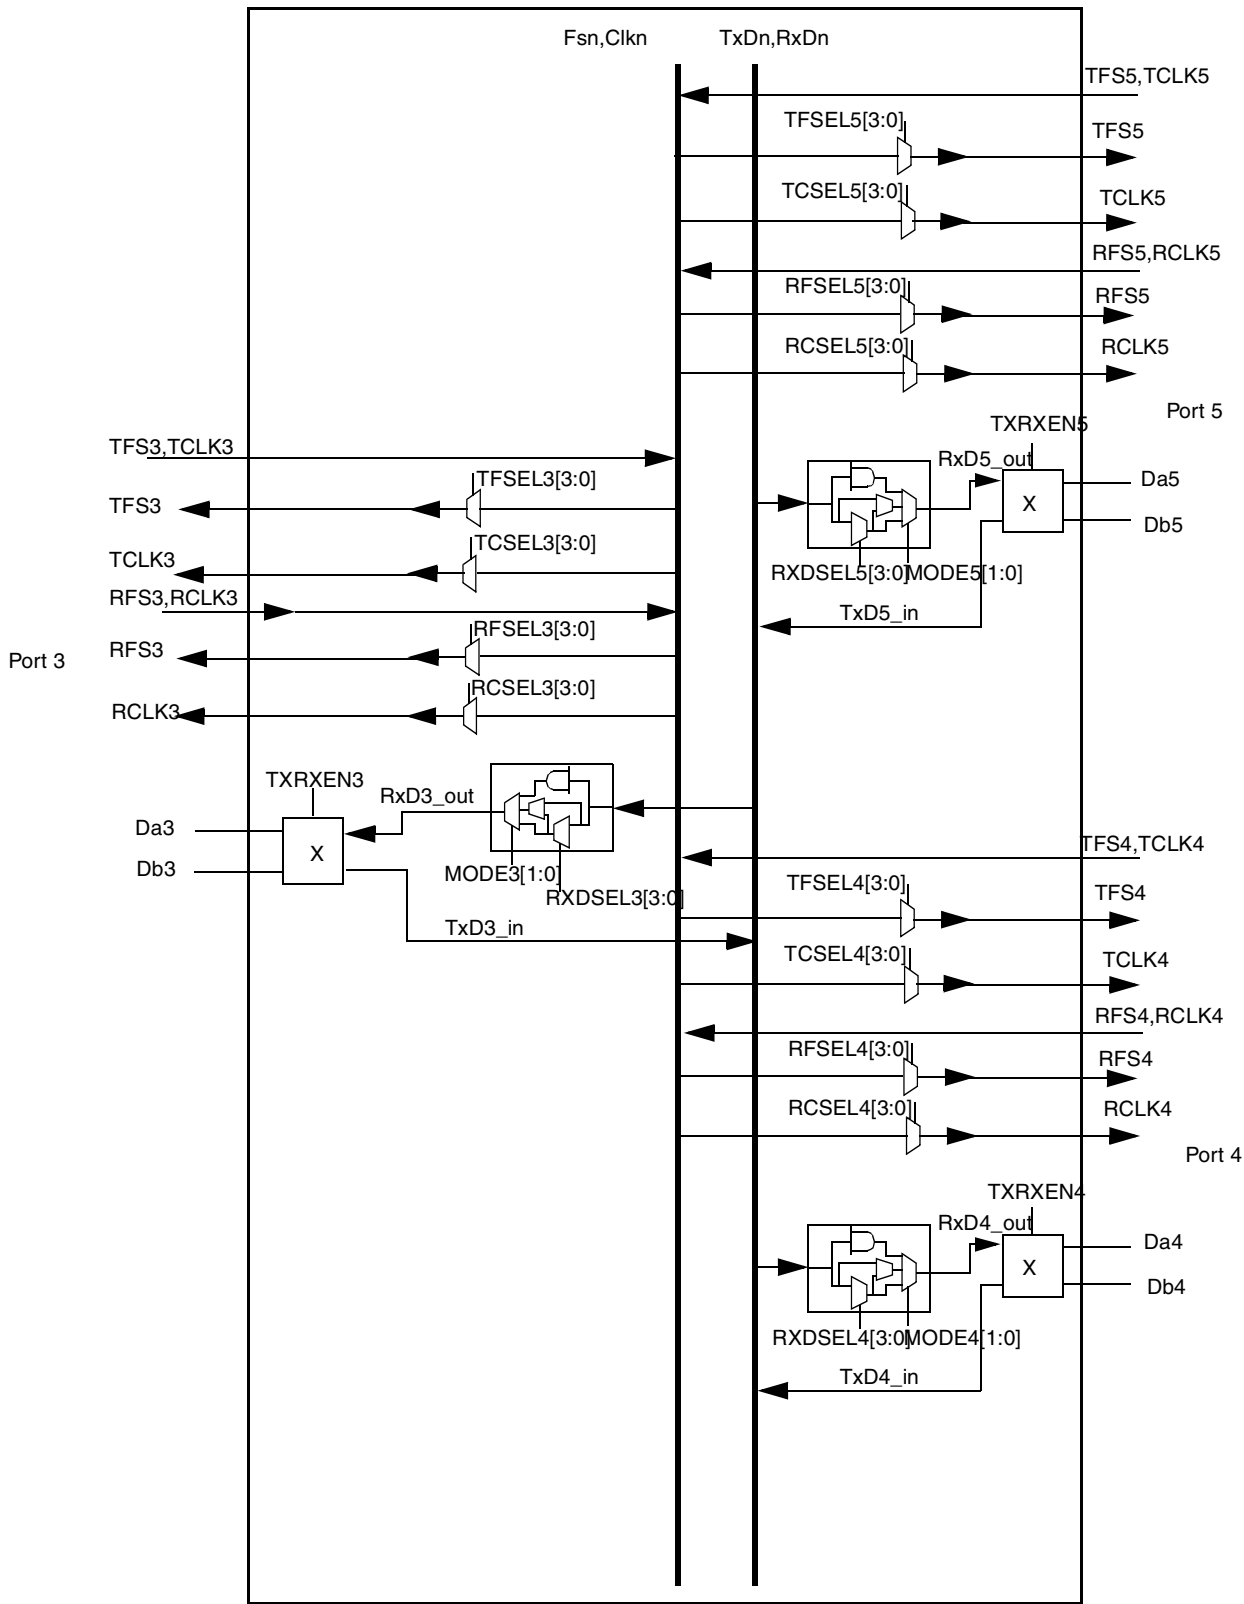 Fsn,Clkn
TxDn,RxDn
TFS5,TCLK5
TFSEL5[3:0]
TFS5
TCSEL5[3:0]
TCLK5
RFS5,RCLK5
RFSEL5[3:0]
RFS5
RCSEL5[3:0]
RCLK5
Port 5
TXRXEN5
RxD5_out
Da5
X
Db5
RXDSEL5[3:0]
MODE5[1:0]
TxD5_in
TFS3,TCLK3
TFSEL3[3:0]
TFS3
TCSEL3[3:0]
TCLK3
RFS3,RCLK3
RFSEL3[3:0]
RFS3
Port 3
RCSEL3[3:0]
RCLK3
TXRXEN3
RxD3_out
Da3
X
Db3
MODE3[1:0]
RXDSEL3[3:0]
TxD3_in
TFS4,TCLK4
TFSEL4[3:0]
TFS4
TCSEL4[3:0]
TCLK4
RFS4,RCLK4
RFSEL4[3:0]
RFS4
RCSEL4[3:0]
RCLK4
Port 4
TXRXEN4
RxD4_out
Da4
X
Db4
RXDSEL4[3:0]
MODE4[1:0]
TxD4_in